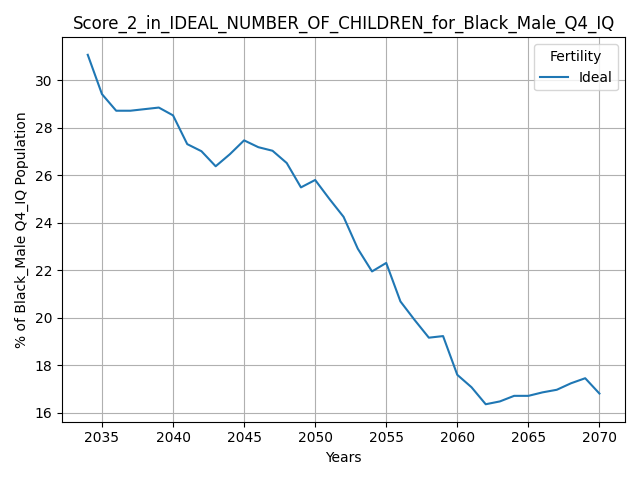 Score_2_in_IDEAL_NUMBER_OF_CHILDREN_for_Black_Male_Q4_IQ
Fertility
Ideal
% of Black_Male Q4_IQ Population
30
28
26
24
22
20
18
16
2035 2040 2045 2050 2055 2060 2065 2070
Years